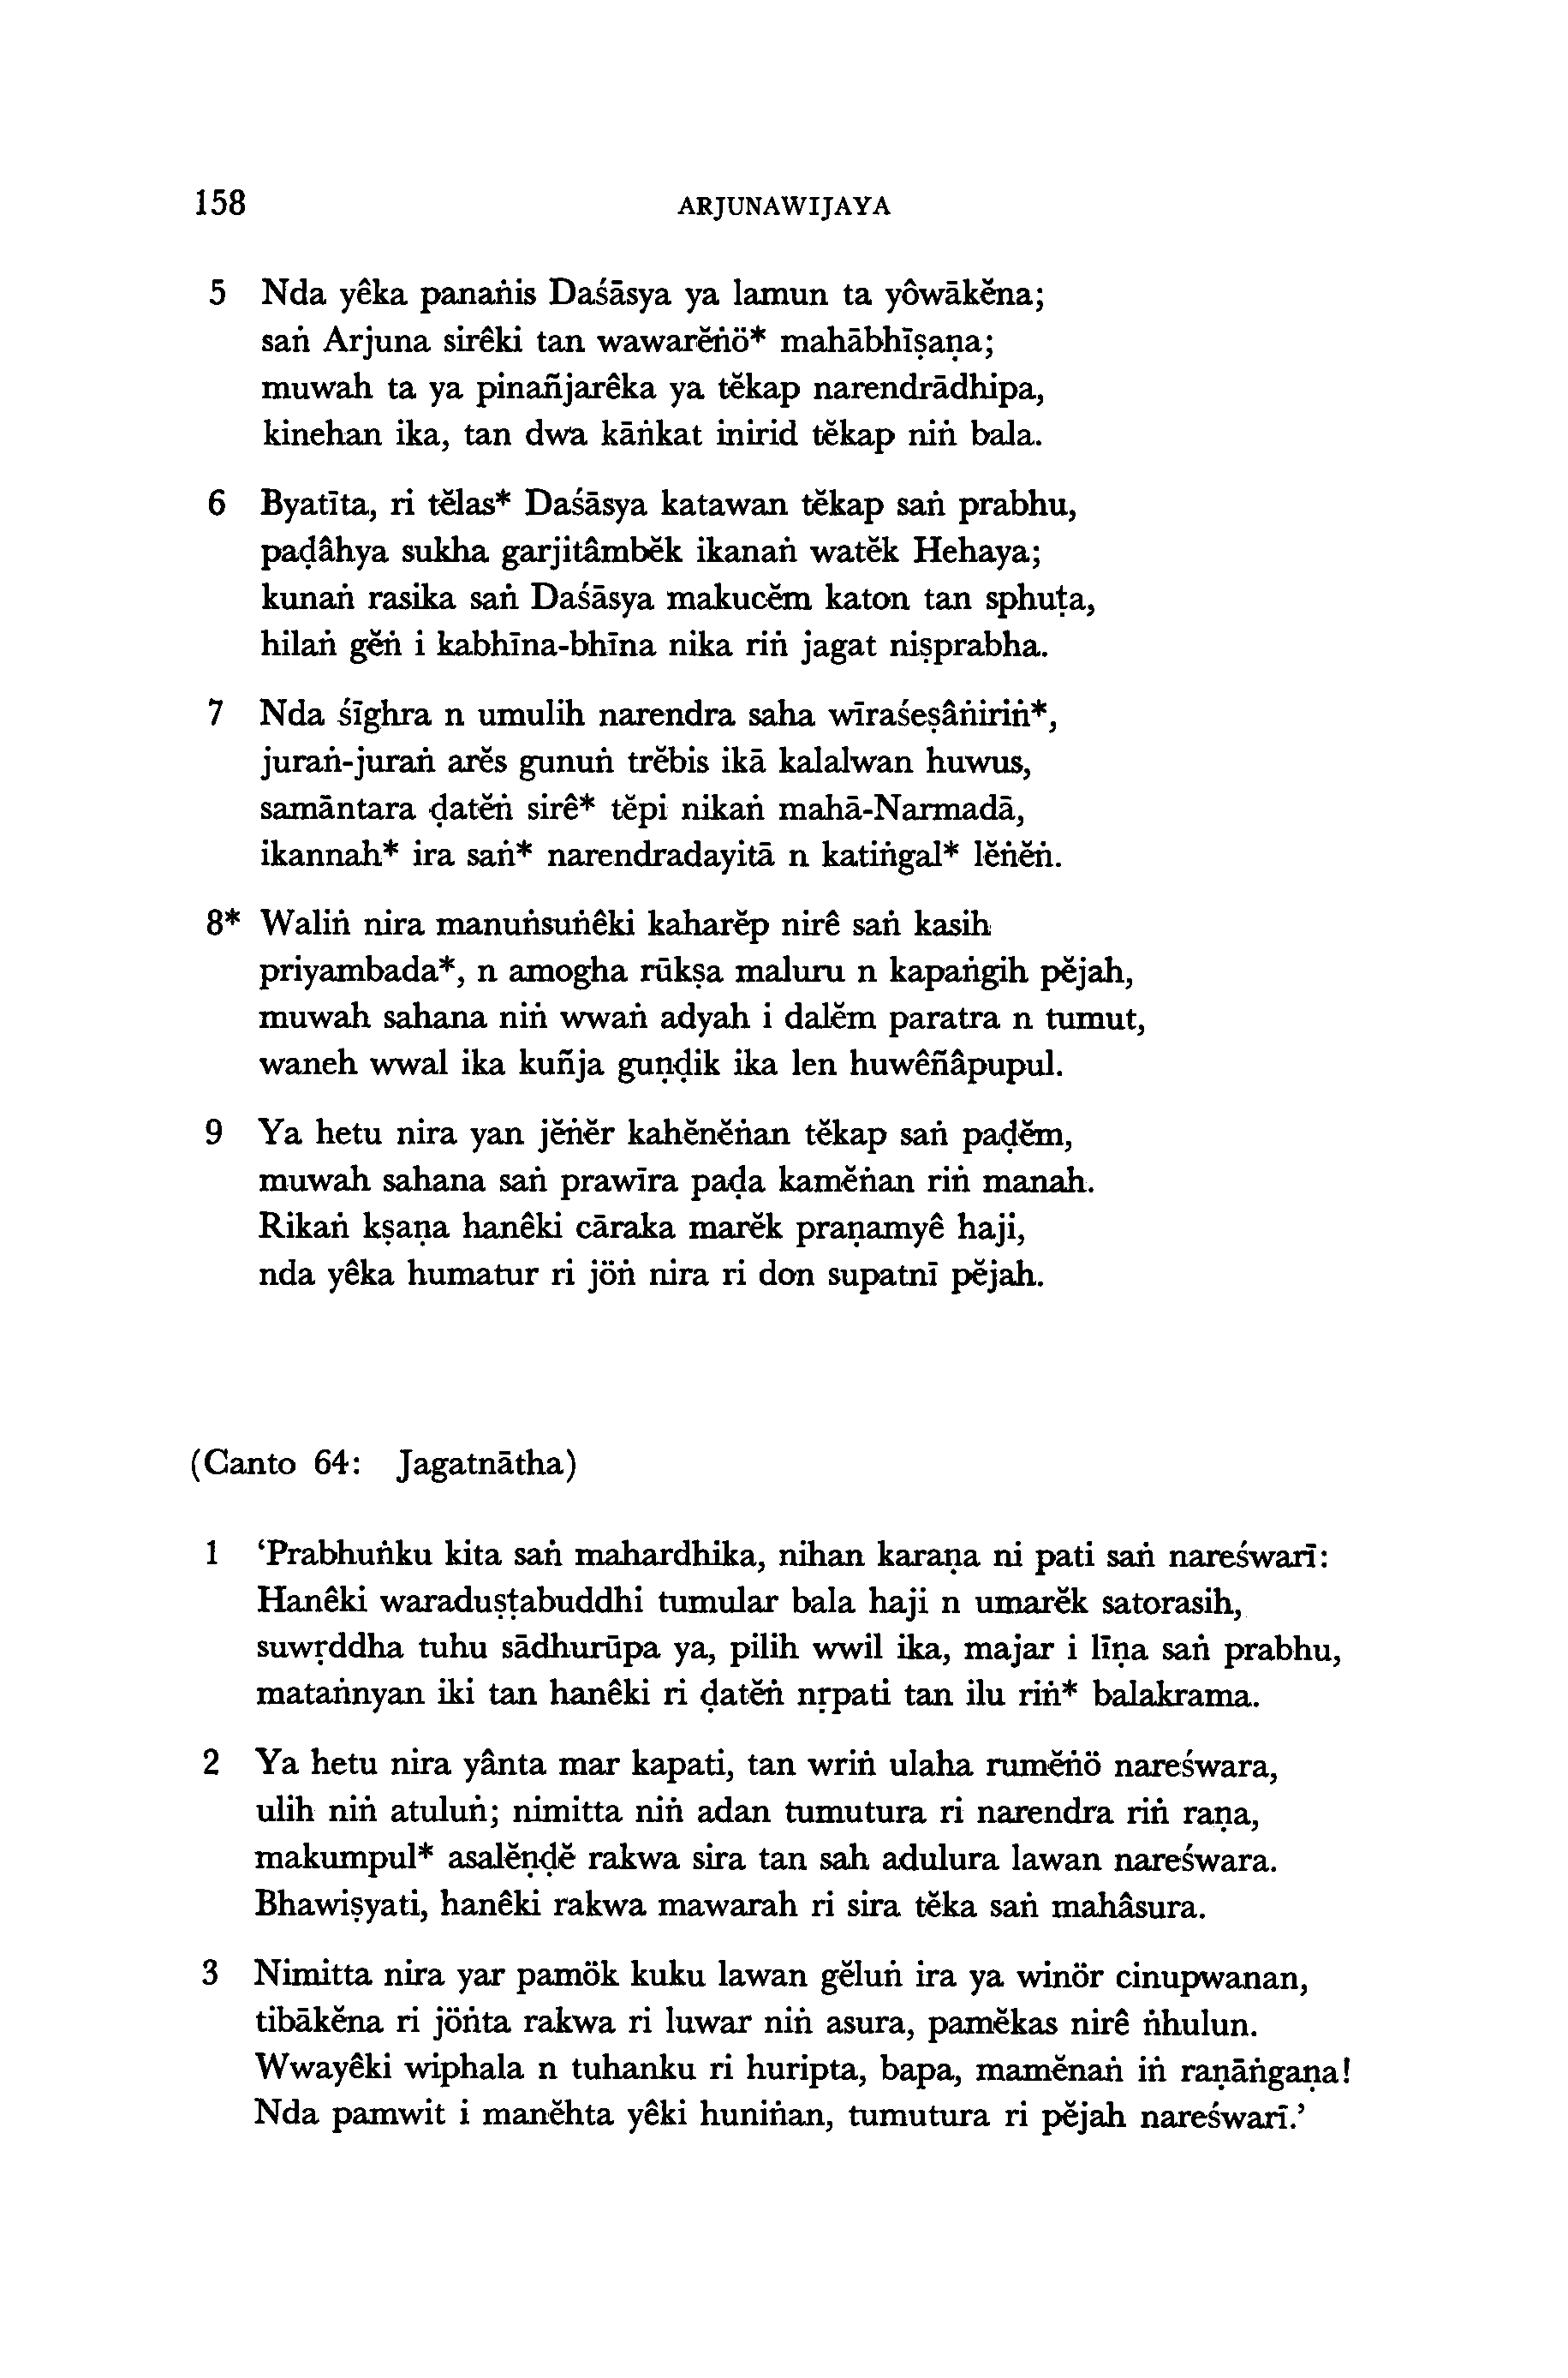 158 ARJUNAWIJAYA
5 Nda yêka panaṅis Daśāsya ya lamun ta yôwākĕna;
saṅ Arjuna sirêki tan wawarĕṅö* mahābhīṣaṇa;
muwah ta ya pinañjarêka ya tĕkap narendrādhipa,
kinehan ika, tan dwa kāṅkat inirid tĕkap niṅ bala.
6 Byatīta, ri tĕlas* Daśāsya katawan tĕkap saṅ prabhu,
paḍâhya sukha garjitâmbĕk ikanaṅ watĕk Hehaya;
kunaṅ rasika saṅ Daśāsya makucĕm katon tan sphuṭa,
hilaṅ gĕṅ i kabhīna-bhīna nika riṅ jagat niṣprabha.
7 Nda śīghra n umulih narendra saha wīraśeṣâṅiriṅ*,
juraṅ-juraṅ arĕs gunuṅ trĕbis ikā kalalwan huwus,
samāntara ḍatĕṅ sirê* tĕpi nikaṅ mahā-Narmadā,
ikannah* ira saṅ* narendradayitā n katiṅgal* lĕṅĕṅ.
8* Waliṅ nira manuṅsuṅêki kaharĕp nirê saṅ kasih
priyambada*, n amogha rūkṣa maluru n kapaṅgih pĕjah,
muwah sahana niṅ wwaṅ adyah i dalĕm paratra n tumut,
waneh wwal ika kuñja guṇḍik ika len huwêñâpupul.
9 Ya hetu nira yan jĕṅĕr kahĕnĕṅan tĕkap saṅ paḍĕm,
muwah sahana saṅ prawīra paḍa kamĕṅan riṅ manah.
Rikaṅ kṣaṇa hanêki cāraka marĕk praṇamyê haji,
nda yêka humatur ri jöṅ nira ri don supatnī pĕjah.
(Canto 64: Jagatnātha)
1 ‘Prabhuṅku kita saṅ mahardhika, nihan karaṇa ni pati saṅ nareśwarī:
Hanêki waraduṣṭabuddhi tumular bala haji n umarĕk satorasih,
suwṛddha tuhu sādhurūpa ya, pilih wwil ika, majar i līṇa saṅ prabhu,
mataṅnyan iki tan hanêki ri ḍatĕṅ nṛpati tan ilu riṅ* balakrama.
2 Ya hetu nira yânta mar kapati, tan wriṅ ulaha rumĕṅö nareśwara,
ulih niṅ atuluṅ; nimitta niṅ adan tumutura ri narendra riṅ raṇa,
makumpul* asalĕṇḍĕ rakwa sira tan sah adulura lawan nareśwara.
Bhawiṣyati, hanêki rakwa mawarah ri sira tĕka saṅ mahâsura.
3 Nimitta nira yar pamök kuku lawan gĕluṅ ira ya winör cinupwanan,
tibākĕna ri jöṅta rakwa ri luwar niṅ asura, pamĕkas nirê ṅhulun.
Wwayêki wiphala n tuhanku ri huripta, bapa, mamĕnaṅ iṅ raṇāṅgaṇa!
Nda pamwit i manĕhta yêki huniṅan, tumutura ri pĕjah nareśwarī.’